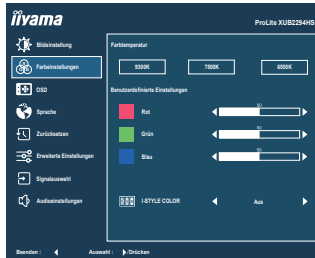 iiyama
ProLite XUB2294HS
Bildeinstellung
Farbeinstellungen
OSD
Sprache
Zurücksetzen
Erweiterte Einstellungen
Signalauswahl
Audioeinstellungen
Farbtemperatur
9300K 7500K 6500K
Benutzerdefinierte Einstellungen
Rot 50
Grün 50
Blau 50
I-STYLE COLOR Aus
Beenden : Auswahl : /Drücken